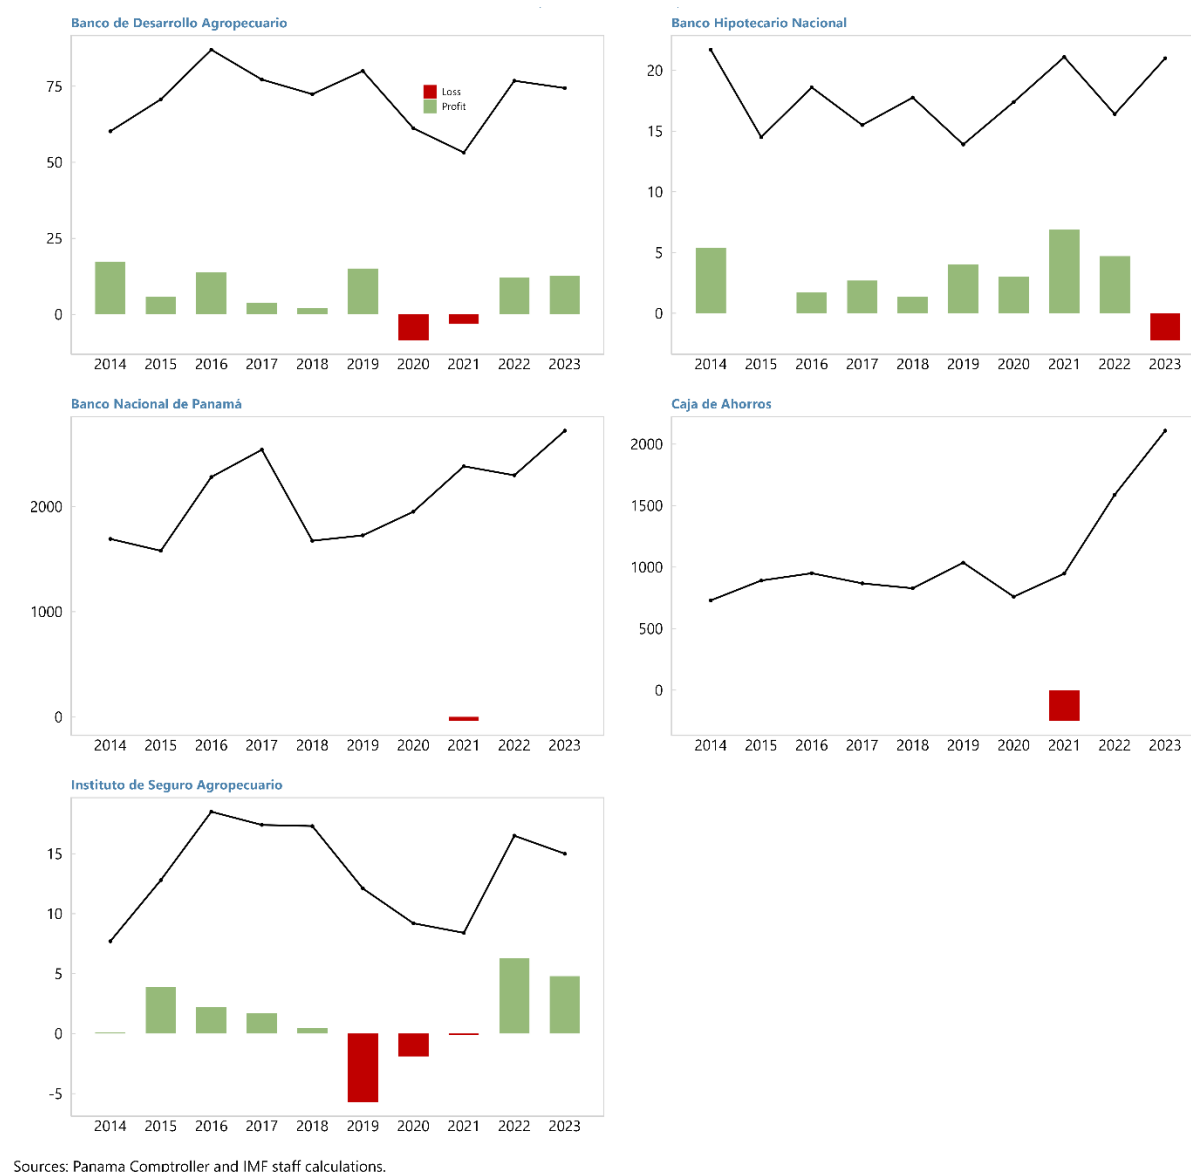 Banco de Desarrollo Agropecuario
75
50
25
0
Loss
Profit
2014 2015 2016 2017 2018 2019 2020 2021 2022 2023
Banco Hipotecario Nacional
20
15
10
5
0
2014 2015 2016 2017 2018 2019 2020 2021 2022 2023
Banco Nacional de Panamá
2000
1000
0
2014 2015 2016 2017 2018 2019 2020 2021 2022 2023
Caja de Ahorros
2000
1500
1000
500
0
2014 2015 2016 2017 2018 2019 2020 2021 2022 2023
Instituto de Seguro Agropecuario
15
10
5
0
-5
2014 2015 2016 2017 2018 2019 2020 2021 2022 2023
Sources: Panama Comptroller and IMF staff calculations.